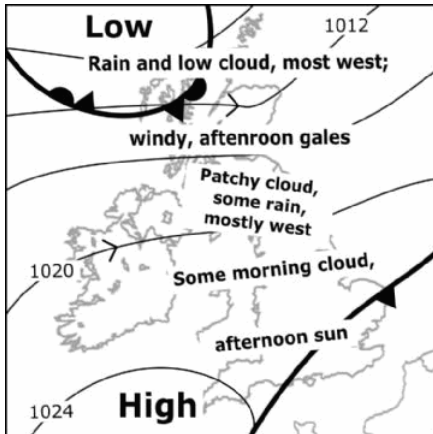 Low
1012
Rain and low cloud, most west;
windy, aftenroon gales
Patchy cloud,
some rain,
mostly west
1020
Some morning cloud,
afternoon sun
1024
High